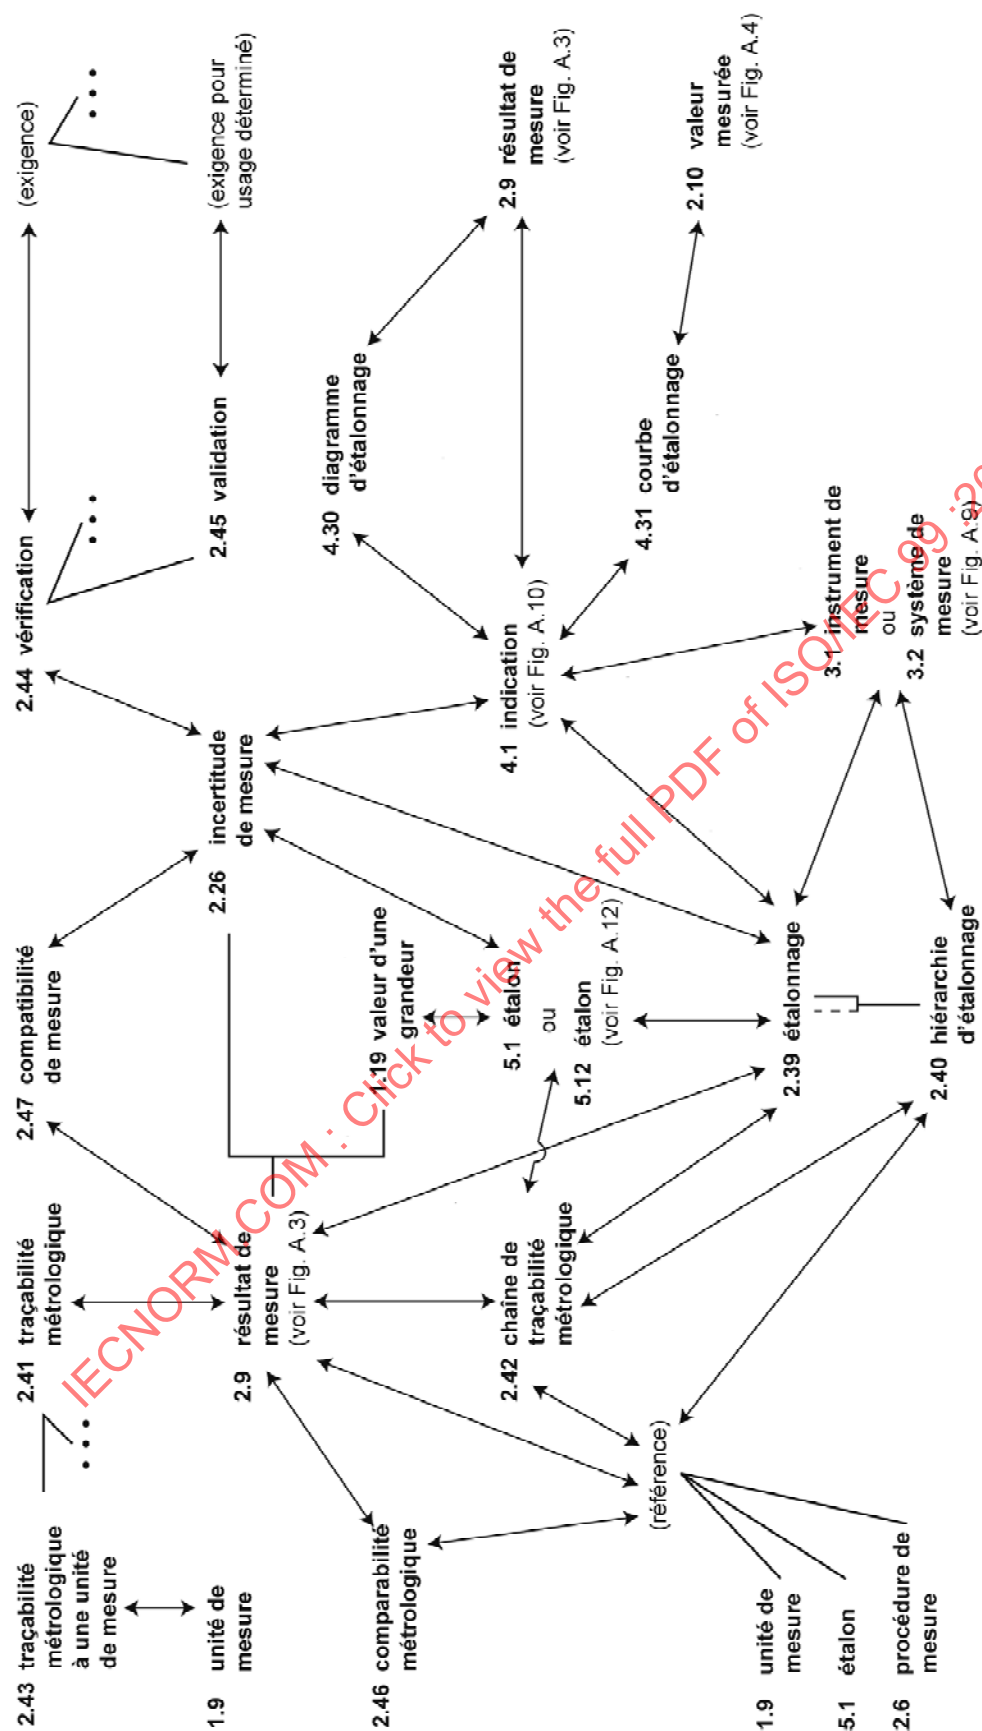 2.43 traçabilité
métrologique
à une unité
de mesure
1.9 unité de
mesure
2.46 comparabilité
métrologique
1.9 unité de
mesure
5.1 étalon
2.6 procédure de
mesure
(référence)
2.41 traçabilité
métrologique
2.9 résultat de
mesure
(voir Fig. A.3)
2.42 chaîne de
traçabilité
métrologique
2.47 compatibilité
de mesure
1.19 valeur d'une
grandeur
5.1 étalon
ou
5.12 étalon
(voir Fig. A.12)
2.39 étalonnage
2.40 hiérarchie
d'étalonnage
2.26 incertitude
de mesure
2.44 vérification
2.45 validation
4.1 indication
(voir Fig. A.10)
4.30 diagramme
d'étalonnage
4.31 courbe
d'étalonnage
3.1 instrument de
mesure
ou
3.2 système de
mesure
(voir Fig. A.9)
(exigence)
(exigence pour
usage déterminé)
2.9 résultat de
mesure
(voir Fig. A.3)
2.10 valeur
mesurée
(voir Fig. A.4)
IECNORM.COM : Click to view the full PDF of ISO/IEC 99 :20